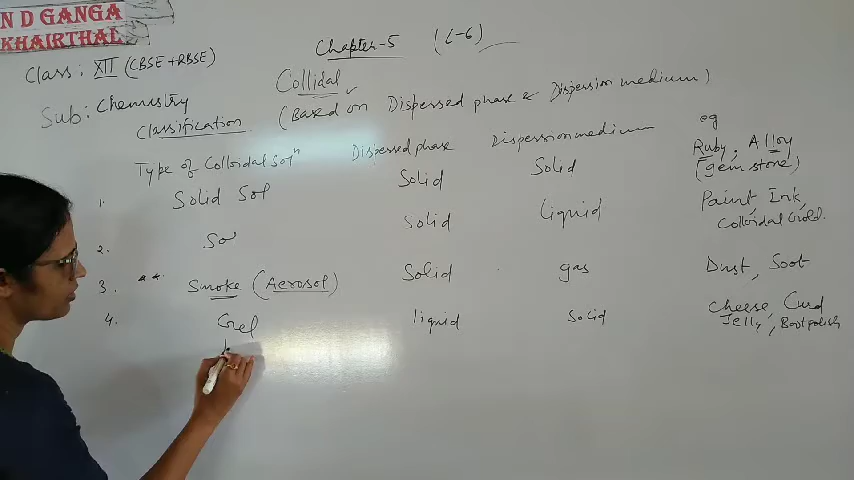 N D GANGA
KHAIRTHAL
Chapter-5 (L-6)
Class: XII (CBSE+RBSE)
Collidal
Sub: Chemistry
Classification (Based on Dispersed phase & Dispersion medium)
Type of Colloidal Solⁿ Dispersed phase Dispersion medium eg
1. Solid Sol Solid Solid Ruby, Alloy
(gem stone)
2. Sol Solid liquid Paint, Ink,
Colloidal Gold.
3. ** Smoke (Aerosol) Solid gas Dust, Soot
4. Gel liquid Solid Cheese, Curd
Jelly, Boot polish